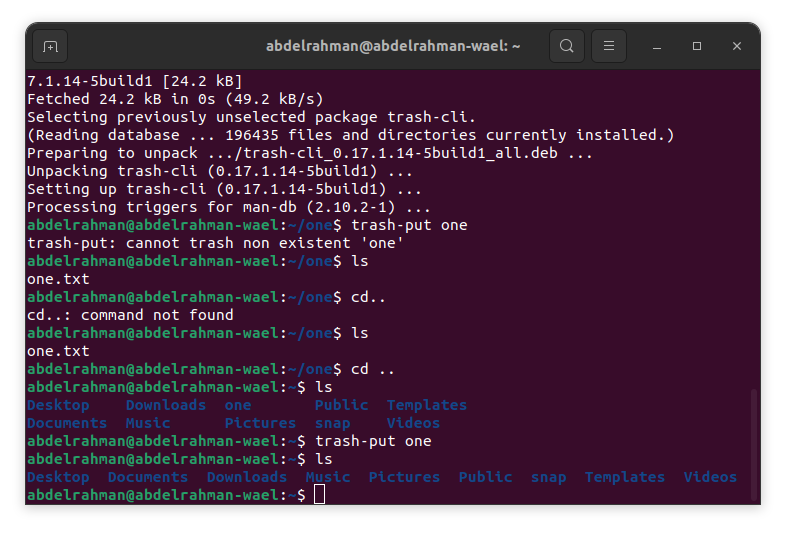 abdelrahman@abdelrahman-wael: ~
7.1.14-5build1 [24.2 kB]
Fetched 24.2 kB in 0s (49.2 kB/s)
Selecting previously unselected package trash-cli.
(Reading database ... 196435 files and directories currently installed.)
Preparing to unpack .../trash-cli_0.17.1.14-5build1_all.deb ...
Unpacking trash-cli (0.17.1.14-5build1) ...
Setting up trash-cli (0.17.1.14-5build1) ...
Processing triggers for man-db (2.10.2-1) ...
abdelrahman@abdelrahman-wael:~/one$ trash-put one
trash-put: cannot trash non existent 'one'
abdelrahman@abdelrahman-wael:~/one$ ls
one.txt
abdelrahman@abdelrahman-wael:~/one$ cd..
cd..: command not found
abdelrahman@abdelrahman-wael:~/one$ ls
one.txt
abdelrahman@abdelrahman-wael:~/one$ cd ..
abdelrahman@abdelrahman-wael:~$ ls
Desktop    Downloads  one       Public  Templates
Documents  Music      Pictures  snap    Videos
abdelrahman@abdelrahman-wael:~$ trash-put one
abdelrahman@abdelrahman-wael:~$ ls
Desktop  Documents  Downloads  Music  Pictures  Public  snap  Templates  Videos
abdelrahman@abdelrahman-wael:~$